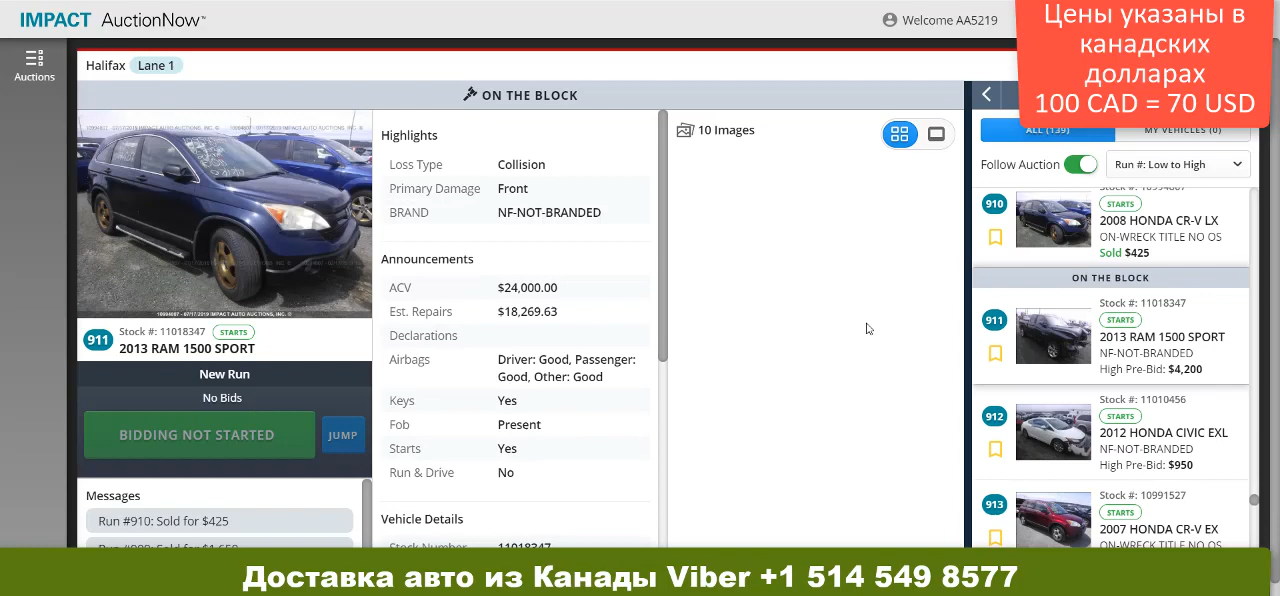 IMPACT AuctionNow™
Welcome AA5219
Цены указаны в
канадских
долларах
100 CAD = 70 USD
Auctions
Halifax Lane 1
ON THE BLOCK
911
Stock #: 11018347 STARTS
2013 RAM 1500 SPORT
New Run
No Bids
BIDDING NOT STARTED
JUMP
Messages
Run #910: Sold for $425
Highlights
Loss Type Collision
Primary Damage Front
BRAND NF-NOT-BRANDED
Announcements
ACV $24,000.00
Est. Repairs $18,269.63
Declarations
Airbags Driver: Good, Passenger:
Good, Other: Good
Keys Yes
Fob Present
Starts Yes
Run & Drive No
Vehicle Details
Stock Number 11018347
10 Images
ALL (139)
MY VEHICLES (0)
Follow Auction
Run #: Low to High
910
STARTS
2008 HONDA CR-V LX
ON-WRECK TITLE NO OS
Sold $425
ON THE BLOCK
911
Stock #: 11018347
STARTS
2013 RAM 1500 SPORT
NF-NOT-BRANDED
High Pre-Bid: $4,200
912
Stock #: 11010456
STARTS
2012 HONDA CIVIC EXL
NF-NOT-BRANDED
High Pre-Bid: $950
913
Stock #: 10991527
STARTS
2007 HONDA CR-V EX
ON-WRECK TITLE NO OS
Доставка авто из Канады Viber +1 514 549 8577